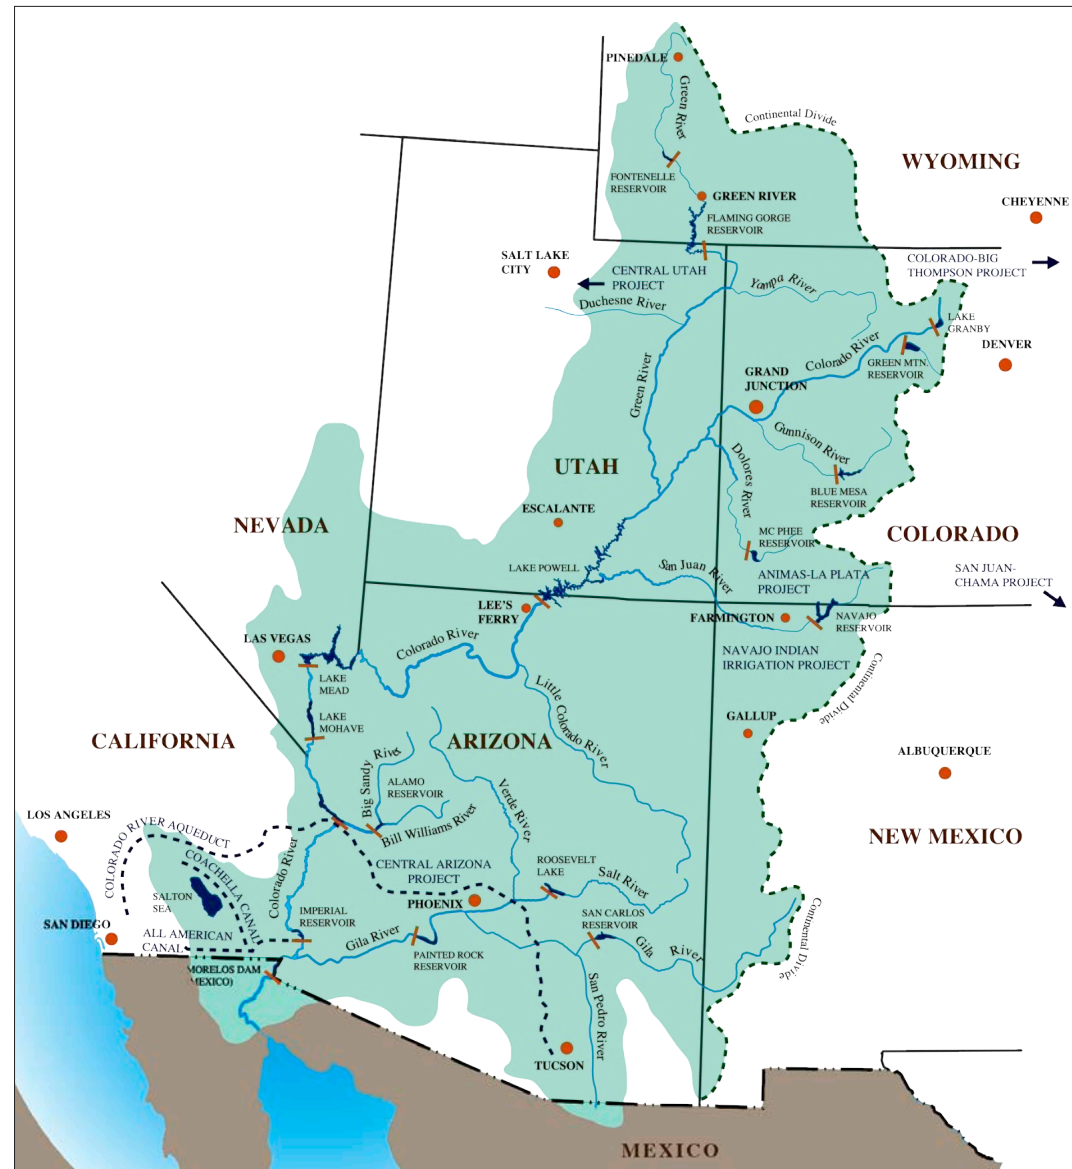 PINEDALE
Green River
Continental Divide
WYOMING
FONTENELLE
RESERVOIR
GREEN RIVER
CHEYENNE
FLAMING GORGE
RESERVOIR
SALT LAKE
CITY
CENTRAL UTAH
PROJECT
COLORADO-BIG
THOMPSON PROJECT
Duchesne River
Yampa River
LAKE
GRANBY
Colorado River
GREEN MTN.
RESERVOIR
DENVER
Green River
GRAND
JUNCTION
Gunnison River
Dolores River
UTAH
BLUE MESA
RESERVOIR
ESCALANTE
NEVADA
MC PHEE
RESERVOIR
COLORADO
LAKE POWELL
San Juan River
ANIMAS-LA PLATA
PROJECT
SAN JUAN-
CHAMA PROJECT
LEE'S
FERRY
FARMINGTON
NAVAJO
RESERVOIR
LAS VEGAS
Colorado River
NAVAJO INDIAN
IRRIGATION PROJECT
Continental Divide
LAKE
MEAD
Little Colorado River
LAKE
MOHAVE
GALLUP
CALIFORNIA
ARIZONA
ALBUQUERQUE
Big Sandy River
ALAMO
RESERVOIR
Verde River
Bill Williams River
LOS ANGELES
COLORADO RIVER AQUEDUCT
NEW MEXICO
COACHELLA CANAL
Colorado River
CENTRAL ARIZONA
PROJECT
ROOSEVELT
LAKE
Salt River
SALTON
SEA
PHOENIX
SAN DIEGO
ALL AMERICAN
CANAL
IMPERIAL
RESERVOIR
Gila River
SAN CARLOS
RESERVOIR
Gila River
Continental Divide
PAINTED ROCK
RESERVOIR
MORELOS DAM
MEXICO)
San Pedro River
TUCSON
MEXICO